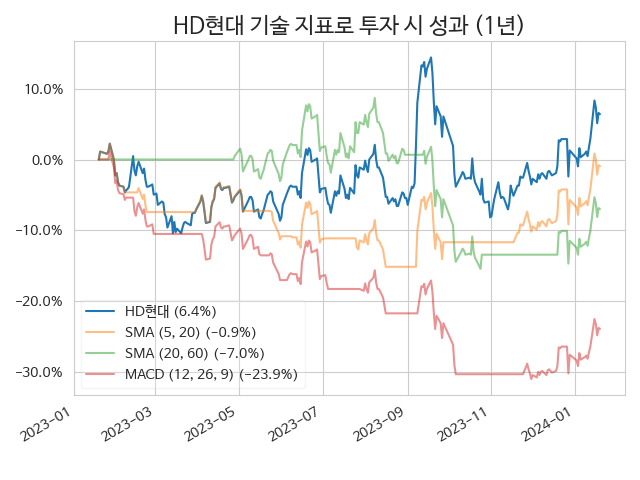 HD현대 기술 지표로 투자 시 성과 (1년)
10.0%
0.0%
−10.0%
−20.0%
−30.0%
HD현대 (6.4%)
SMA (5, 20) (−0.9%)
SMA (20, 60) (−7.0%)
MACD (12, 26, 9) (−23.9%)
2023-01
2023-03
2023-05
2023-07
2023-09
2023-11
2024-01